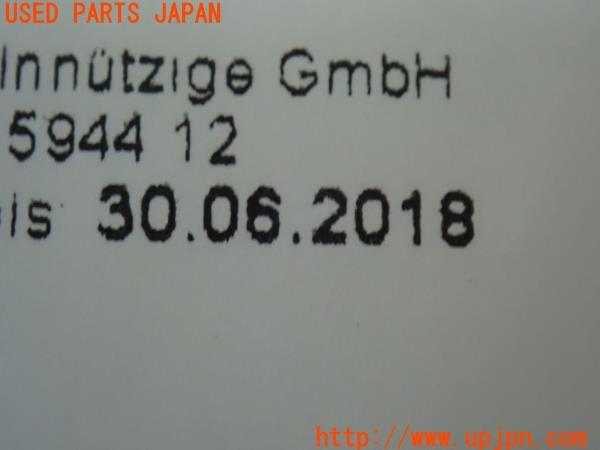 USED PARTS JAPAN
innützige GmbH
5944 12
is 30.06.2018
http://www.upjpn.com